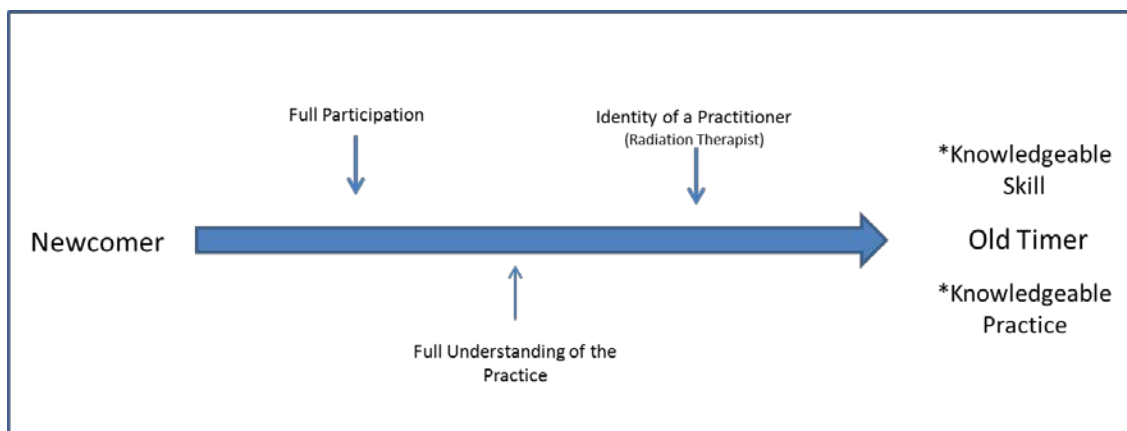 Full Participation
Identity of a Practitioner
(Radiation Therapist)
*Knowledgeable
Skill
Newcomer
Old Timer
*Knowledgeable
Practice
Full Understanding of the
Practice